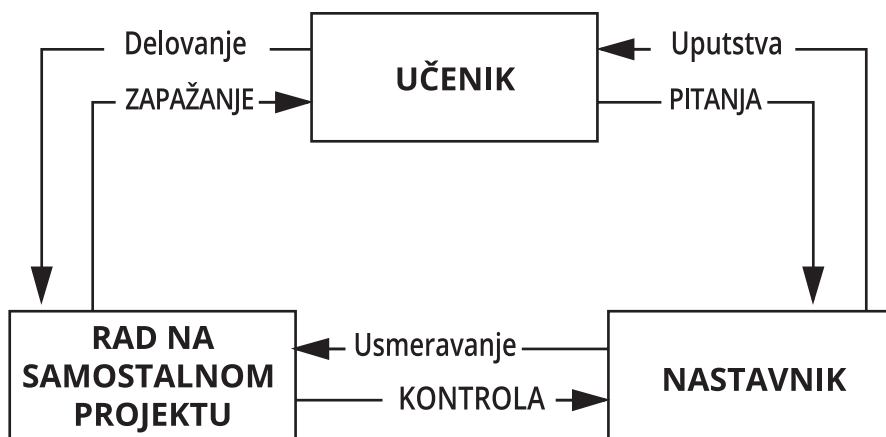 Delovanje
UČENIK
Uputstva
ZAPAŽANJE
PITANJA
RAD NA
SAMOSTALNOM
PROJEKTU
Usmeravanje
KONTROLA
NASTAVNIK